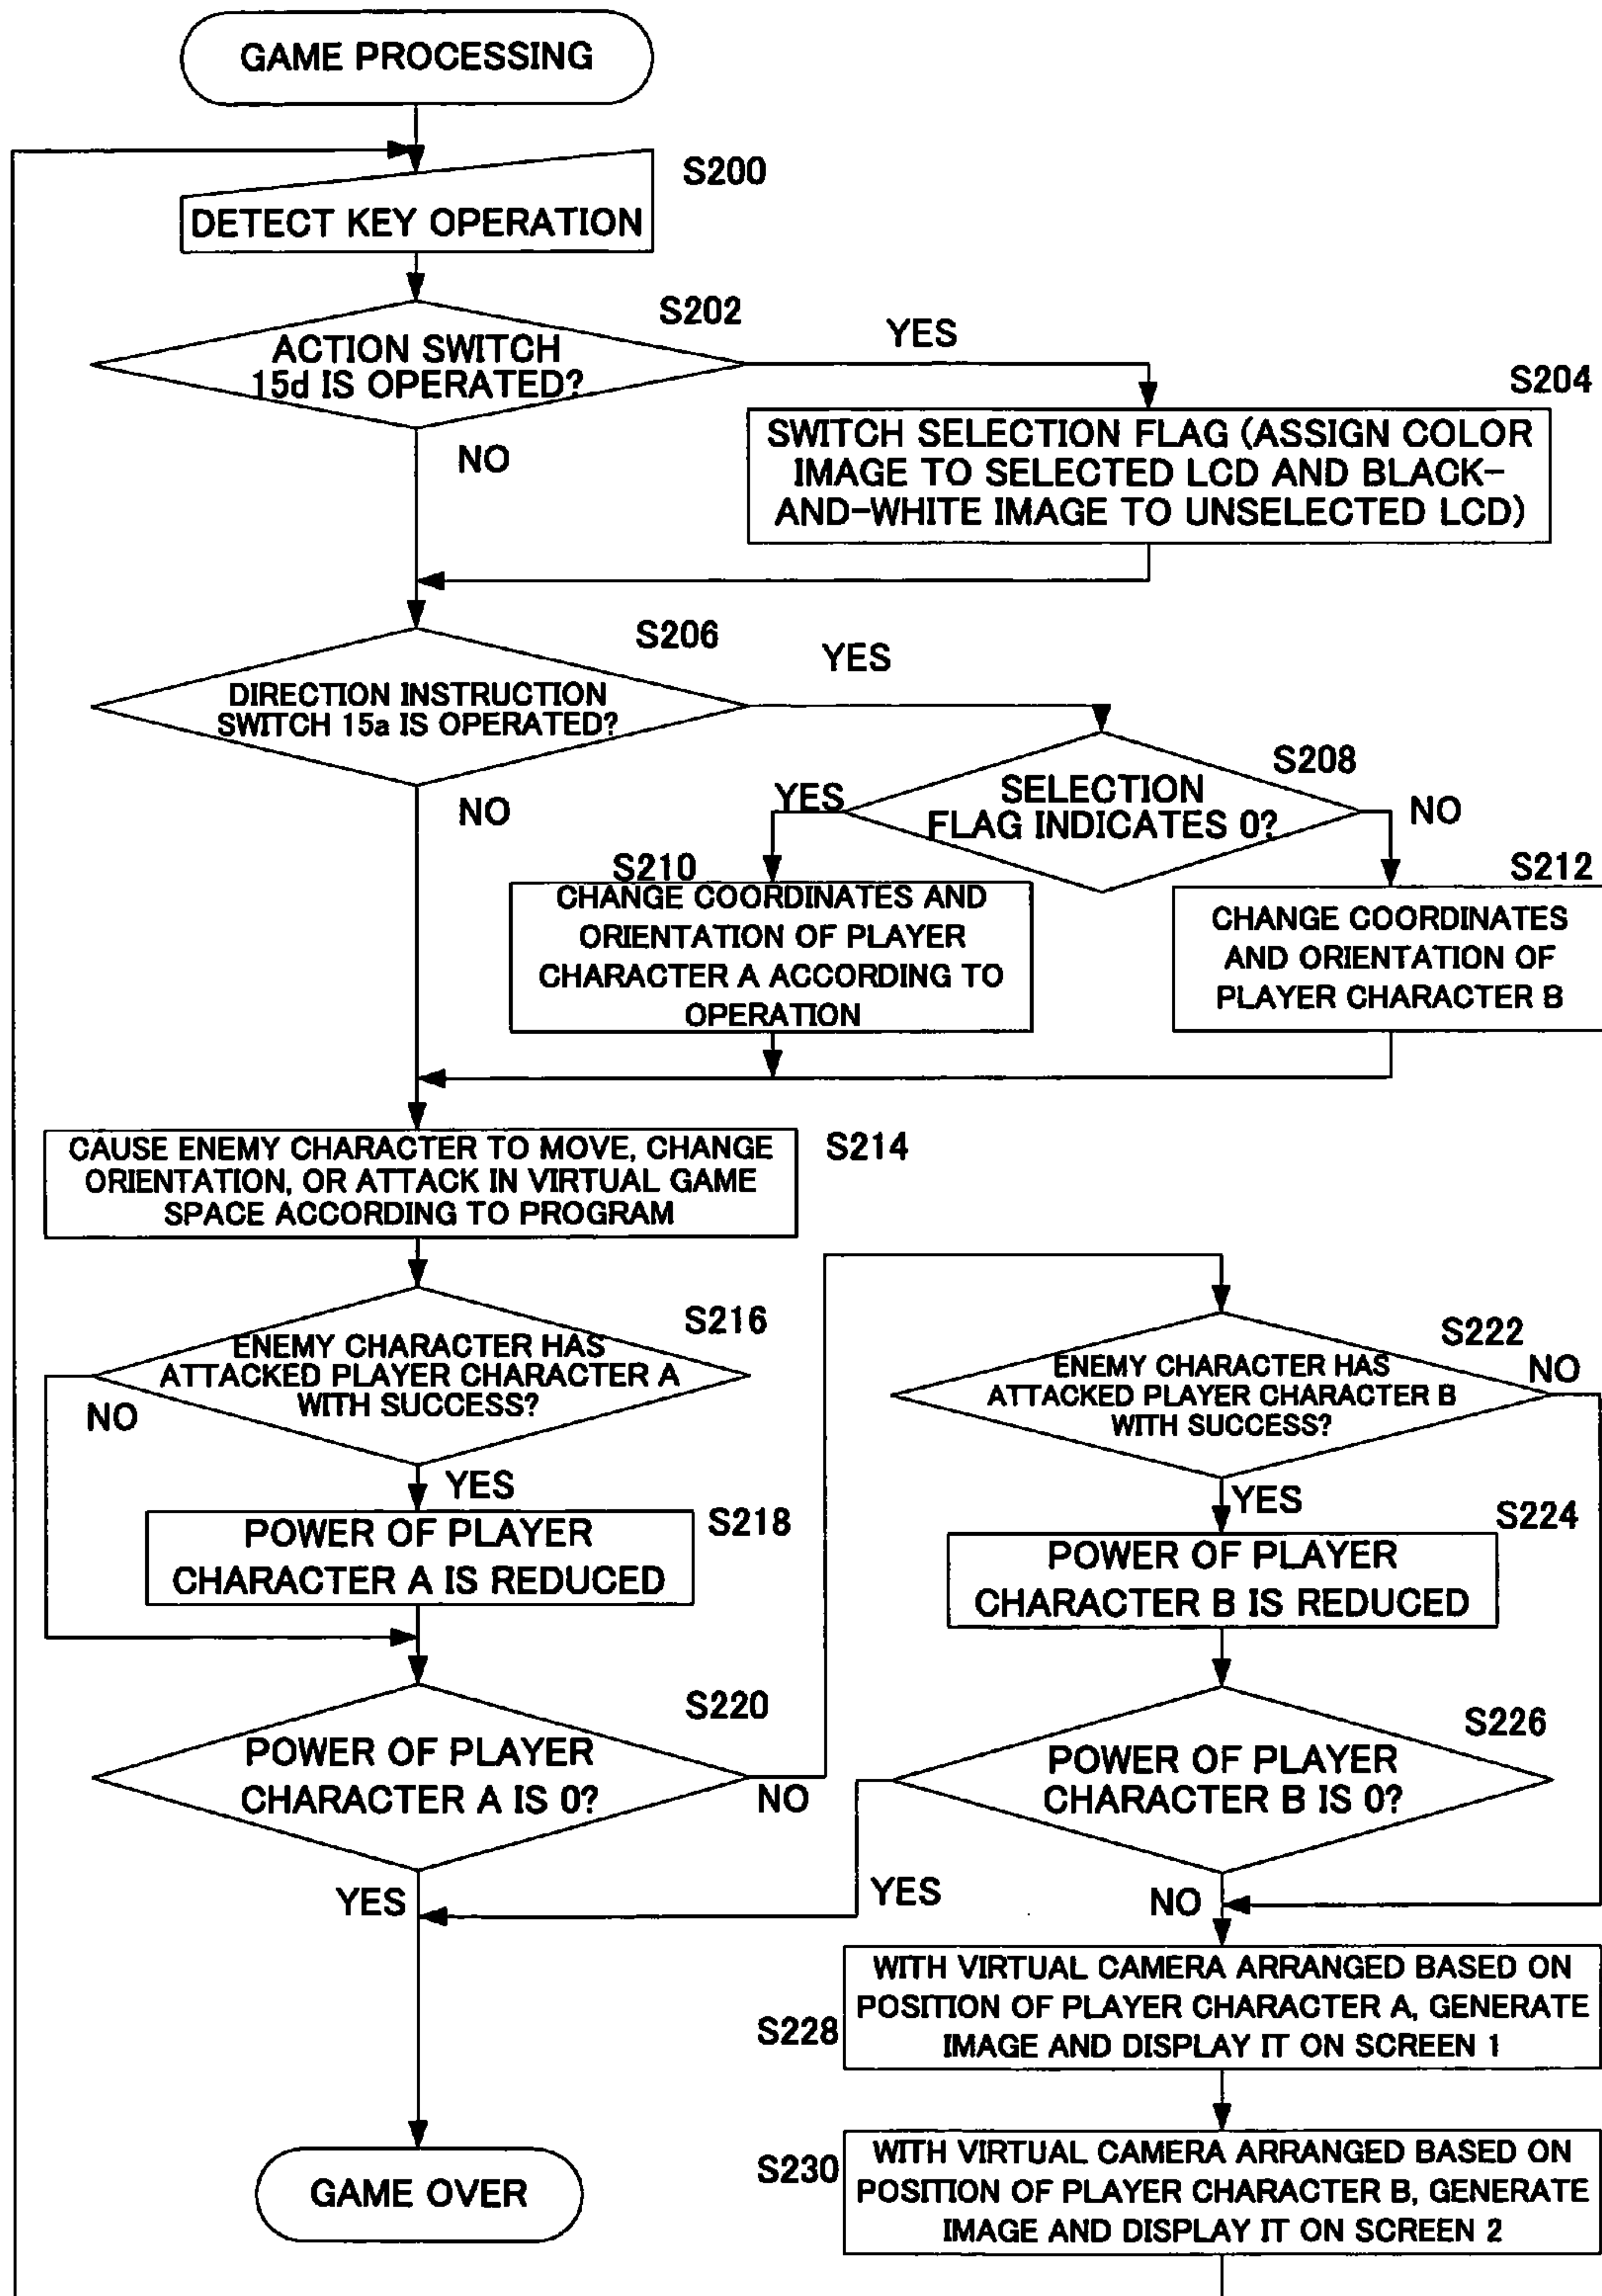 GAME PROCESSING
S200
DETECT KEY OPERATION
S202
ACTION SWITCH
15d IS OPERATED?
YES
NO
S204
SWITCH SELECTION FLAG (ASSIGN COLOR
IMAGE TO SELECTED LCD AND BLACK-
AND-WHITE IMAGE TO UNSELECTED LCD)
S206
DIRECTION INSTRUCTION
SWITCH 15a IS OPERATED?
YES
NO
S208
SELECTION
FLAG INDICATES 0?
YES
NO
S210
CHANGE COORDINATES AND
ORIENTATION OF PLAYER
CHARACTER A ACCORDING TO
OPERATION
S212
CHANGE COORDINATES
AND ORIENTATION OF
PLAYER CHARACTER B
S214
CAUSE ENEMY CHARACTER TO MOVE, CHANGE
ORIENTATION, OR ATTACK IN VIRTUAL GAME
SPACE ACCORDING TO PROGRAM
S216
ENEMY CHARACTER HAS
ATTACKED PLAYER CHARACTER A
WITH SUCCESS?
NO
YES
S218
POWER OF PLAYER
CHARACTER A IS REDUCED
S220
POWER OF PLAYER
CHARACTER A IS 0?
NO
YES
S222
ENEMY CHARACTER HAS
ATTACKED PLAYER CHARACTER B
WITH SUCCESS?
NO
YES
S224
POWER OF PLAYER
CHARACTER B IS REDUCED
S226
POWER OF PLAYER
CHARACTER B IS 0?
YES
NO
S228
WITH VIRTUAL CAMERA ARRANGED BASED ON
POSITION OF PLAYER CHARACTER A, GENERATE
IMAGE AND DISPLAY IT ON SCREEN 1
S230
WITH VIRTUAL CAMERA ARRANGED BASED ON
POSITION OF PLAYER CHARACTER B, GENERATE
IMAGE AND DISPLAY IT ON SCREEN 2
GAME OVER